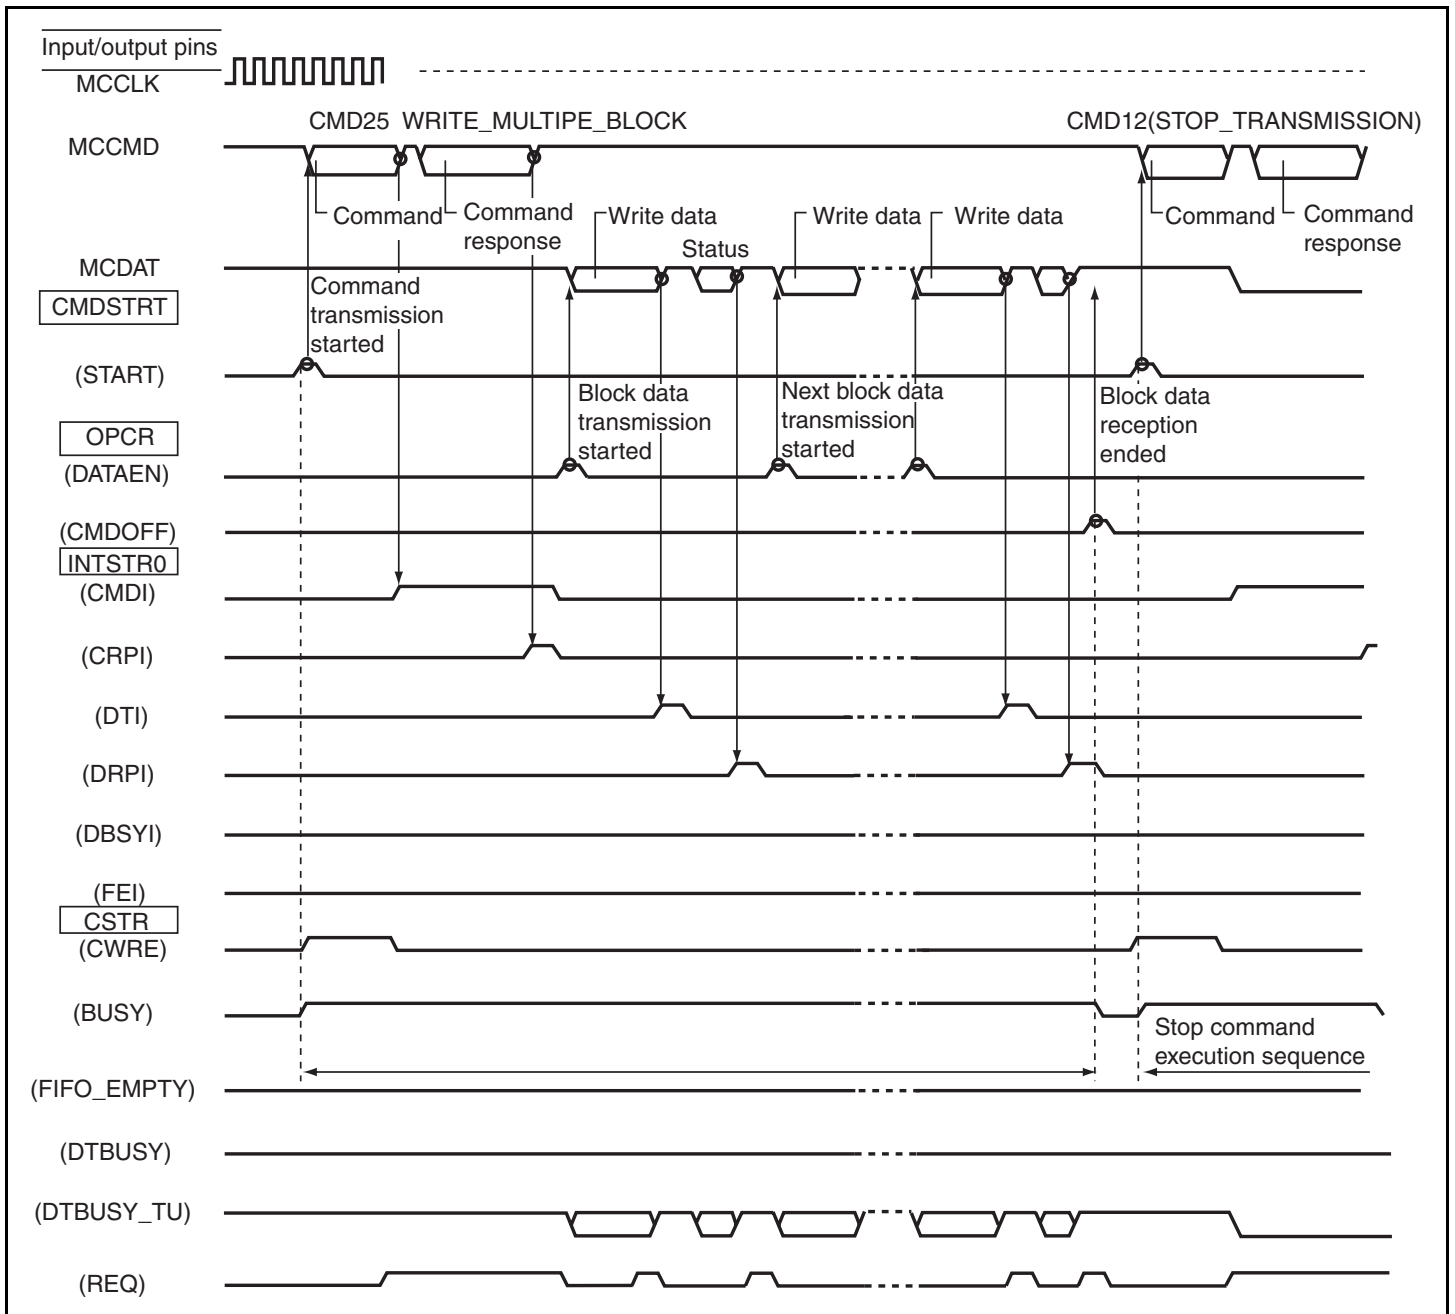 Input/output pins
MCCLK
CMD25 WRITE_MULTIPE_BLOCK
CMD12(STOP_TRANSMISSION)
MCCMD
Command
Command
response
Write data
Status
Write data
Write data
Command
Command
response
MCDAT
CMDSTRT
Command
transmission
started
(START)
Block data
transmission
started
Next block data
transmission
started
Block data
reception
ended
OPCR
(DATAEN)
(CMDOFF)
INTSTR0
(CMDI)
(CRPI)
(DTI)
(DRPI)
(DBSYI)
(FEI)
CSTR
(CWRE)
(BUSY)
Stop command
execution sequence
(FIFO_EMPTY)
(DTBUSY)
(DTBUSY_TU)
(REQ)